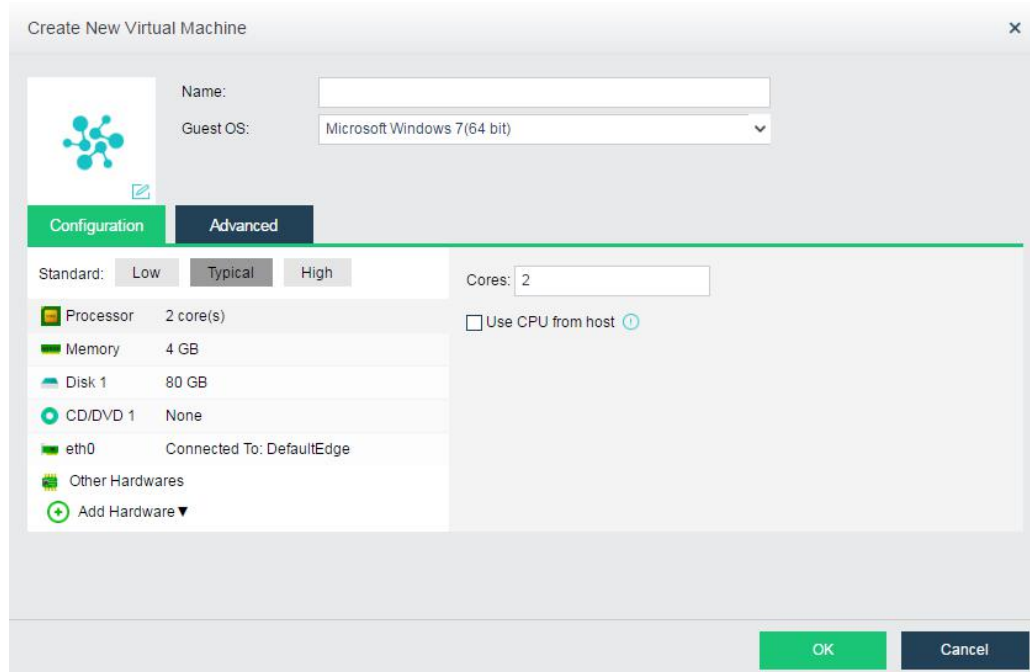 Create New Virtual Machine
Name:
Guest OS: Microsoft Windows 7(64 bit)
Configuration Advanced
Standard: Low Typical High
Cores: 2
Processor 2 core(s)
Use CPU from host
Memory 4 GB
Disk 1 80 GB
CD/DVD 1 None
eth0 Connected To: DefaultEdge
Other Hardwares
Add Hardware▼
OK Cancel